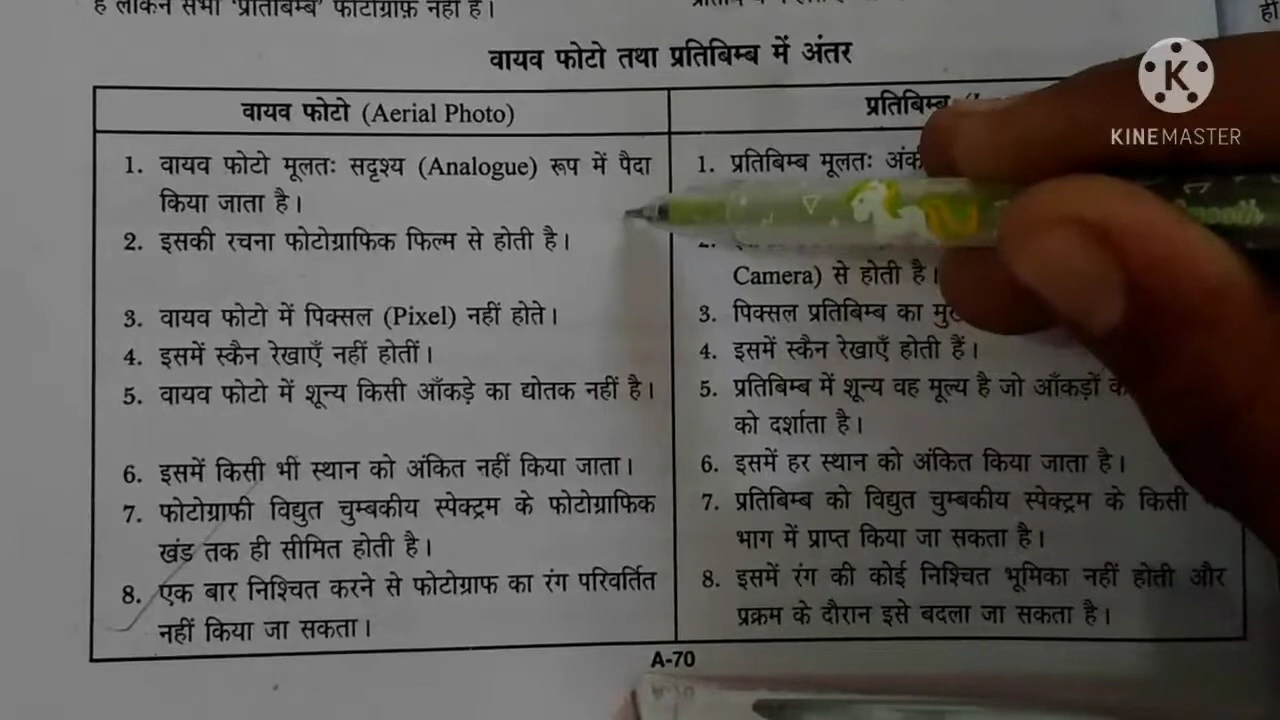 है लेकिन सभी 'प्रतिबिम्ब' फोटोग्राफ़ नहीं हैं।
वायव फोटो तथा प्रतिबिम्ब में अंतर
वायव फोटो (Aerial Photo)
1. वायव फोटो मूलतः सदृश्य (Analogue) रूप में पैदा
किया जाता है।
2. इसकी रचना फोटोग्राफिक फिल्म से होती है।
3. वायव फोटो में पिक्सल (Pixel) नहीं होते।
4. इसमें स्कैन रेखाएँ नहीं होतीं।
5. वायव फोटो में शून्य किसी आँकड़े का द्योतक नहीं है।
6. इसमें किसी भी स्थान को अंकित नहीं किया जाता।
7. फोटोग्राफी विद्युत चुम्बकीय स्पेक्ट्रम के फोटोग्राफिक
खंड तक ही सीमित होती है।
8. एक बार निश्चित करने से फोटोग्राफ का रंग परिवर्तित
नहीं किया जा सकता।
प्रतिबिम्ब
1. प्रतिबिम्ब मूलतः
2.
Camera) से होती है।
3. पिक्सल प्रतिबिम्ब का
4. इसमें स्कैन रेखाएँ होती हैं।
5. प्रतिबिम्ब में शून्य वह मूल्य है जो आँकड़ों
को दर्शाता है।
6. इसमें हर स्थान को अंकित किया जाता है।
7. प्रतिबिम्ब को विद्युत चुम्बकीय स्पेक्ट्रम के किसी
भाग में प्राप्त किया जा सकता है।
8. इसमें रंग की कोई निश्चित भूमिका नहीं होती और
प्रक्रम के दौरान इसे बदला जा सकता है।
A-70
K
KINEMASTER